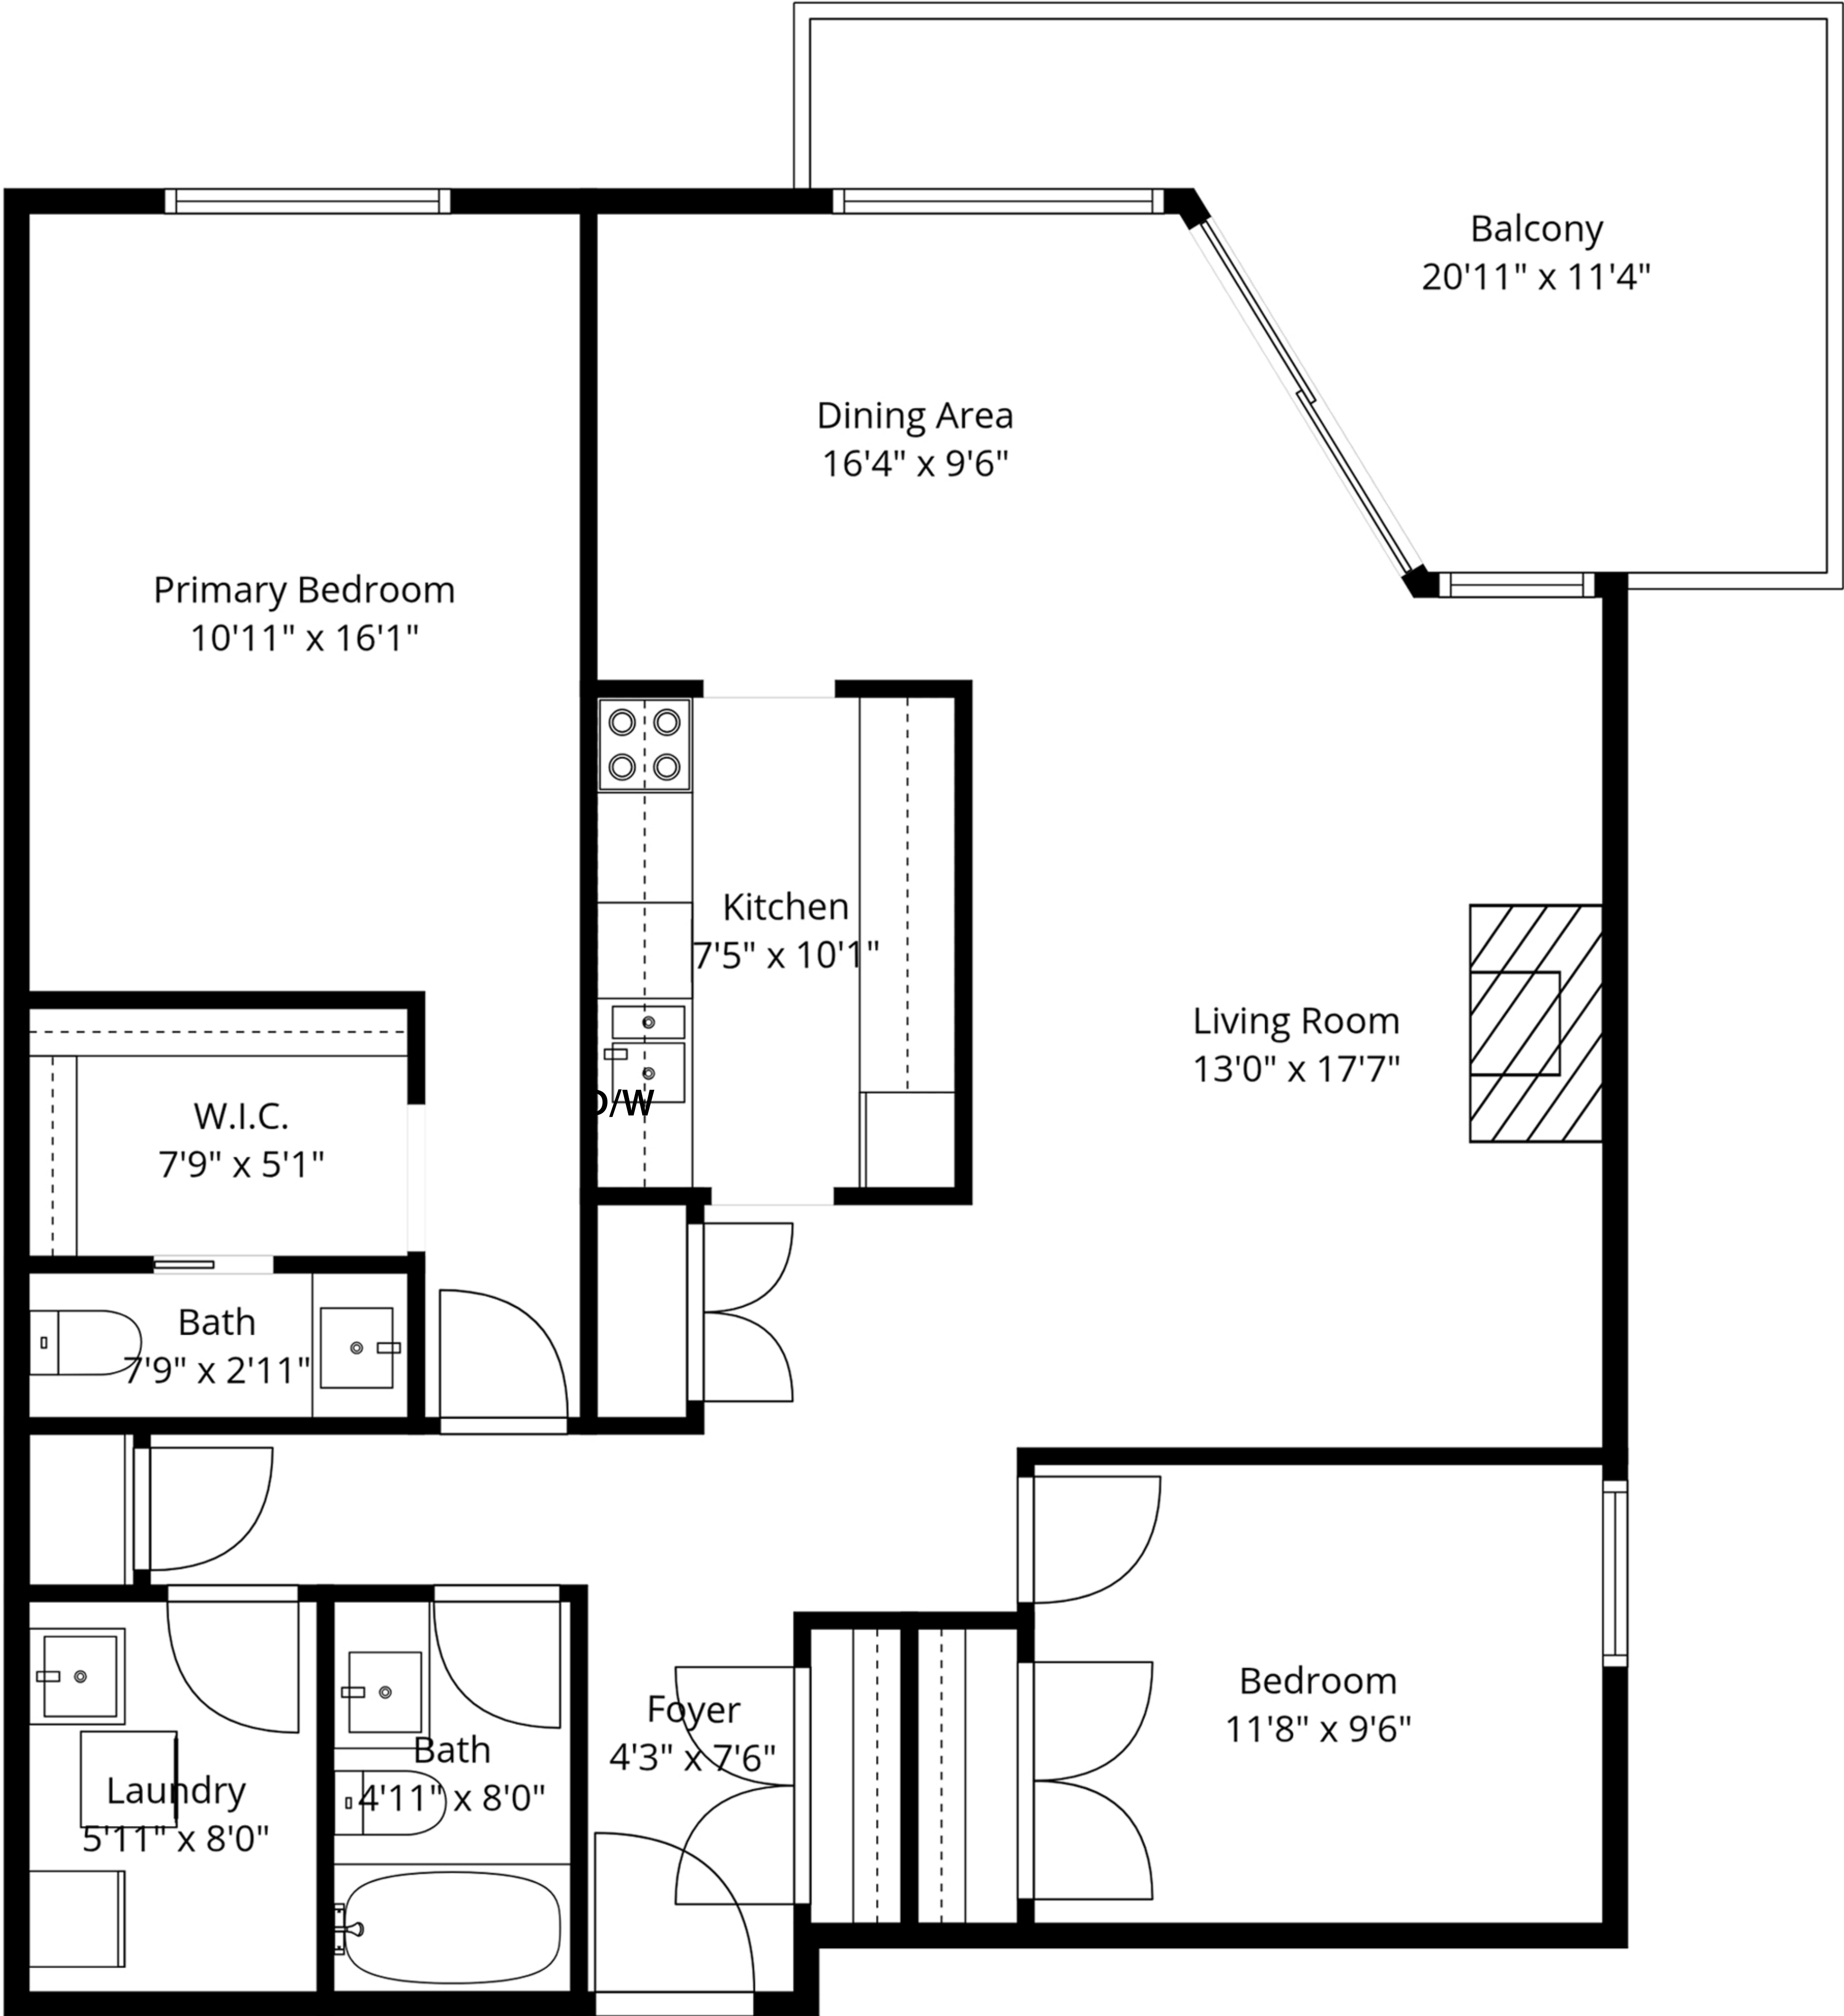 Balcony
20'11" x 11'4"
Dining Area
16'4" x 9'6"
Primary Bedroom
10'11" x 16'1"
Kitchen
7'5" x 10'1"
Living Room
13'0" x 17'7"
D/W
W.I.C.
7'9" x 5'1"
Bath
7'9" x 2'11"
Bedroom
11'8" x 9'6"
Foyer
4'3" x 7'6"
Bath
4'11" x 8'0"
Laundry
5'11" x 8'0"